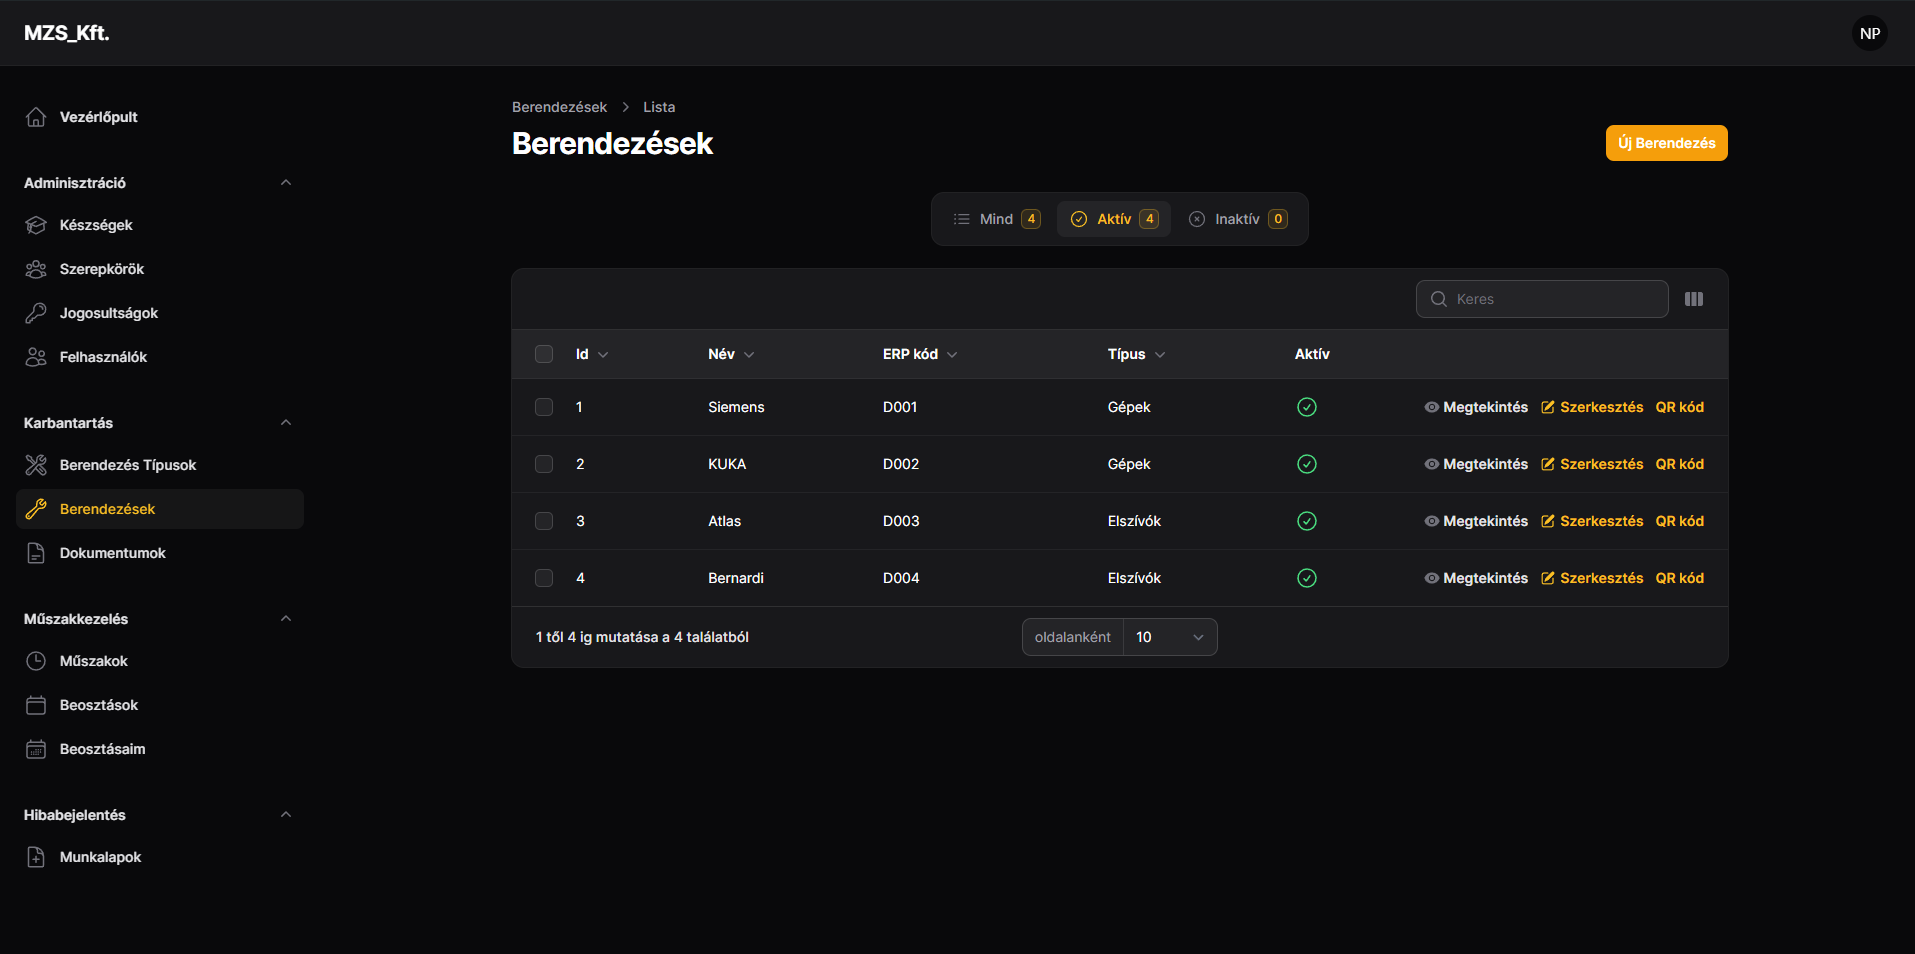 MZS_Kft.
NP
Vezérlőpult
Adminisztráció
Készségek
Szerepkörök
Jogosultságok
Felhasználók
Karbantartás
Berendezés Típusok
Berendezések
Dokumentumok
Műszakkezelés
Műszakok
Beosztások
Beosztásaim
Hibabejelentés
Munkalapok
Berendezések > Lista
Berendezések
Új Berendezés
Mind 4 Aktív 4 Inaktív 0
Keres
Id Név ERP kód Típus Aktív
1 Siemens D001 Gépek Megtekintés Szerkesztés QR kód
2 KUKA D002 Gépek Megtekintés Szerkesztés QR kód
3 Atlas D003 Elszívók Megtekintés Szerkesztés QR kód
4 Bernardi D004 Elszívók Megtekintés Szerkesztés QR kód
1 től 4 ig mutatása a 4 találatból
oldalanként 10